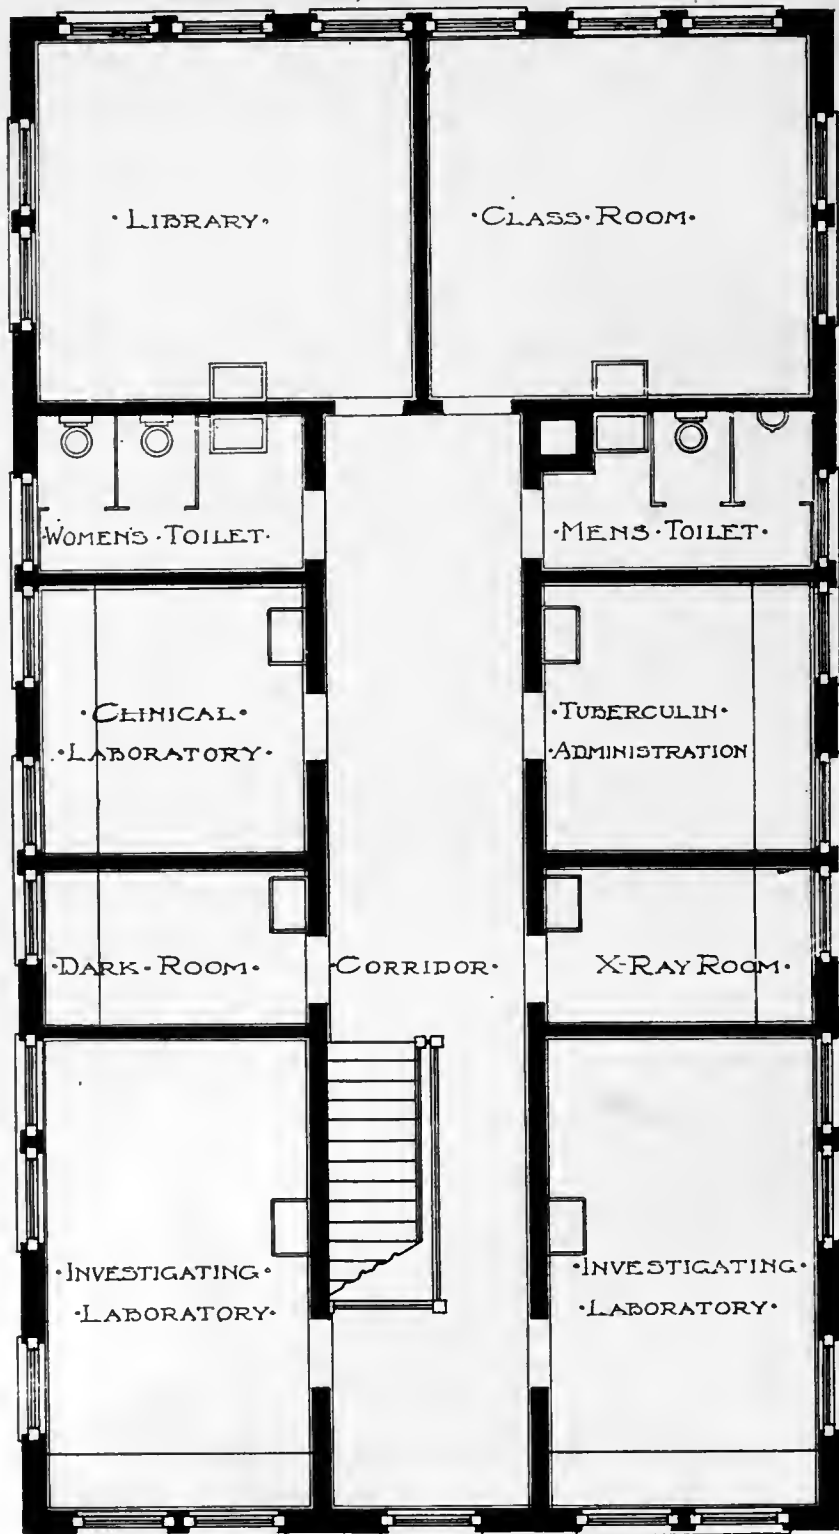 ·LIBRARY·
·CLASS·ROOM·
·WOMENS·TOILET·
·MENS·TOILET·
·CLINICAL·
·LABORATORY·
·TUBERCULIN·
·ADMINISTRATION
·DARK-ROOM·
·CORRIDOR·
X-RAY ROOM·
·INVESTIGATING·
·LABORATORY·
·INVESTIGATING·
·LABORATORY·